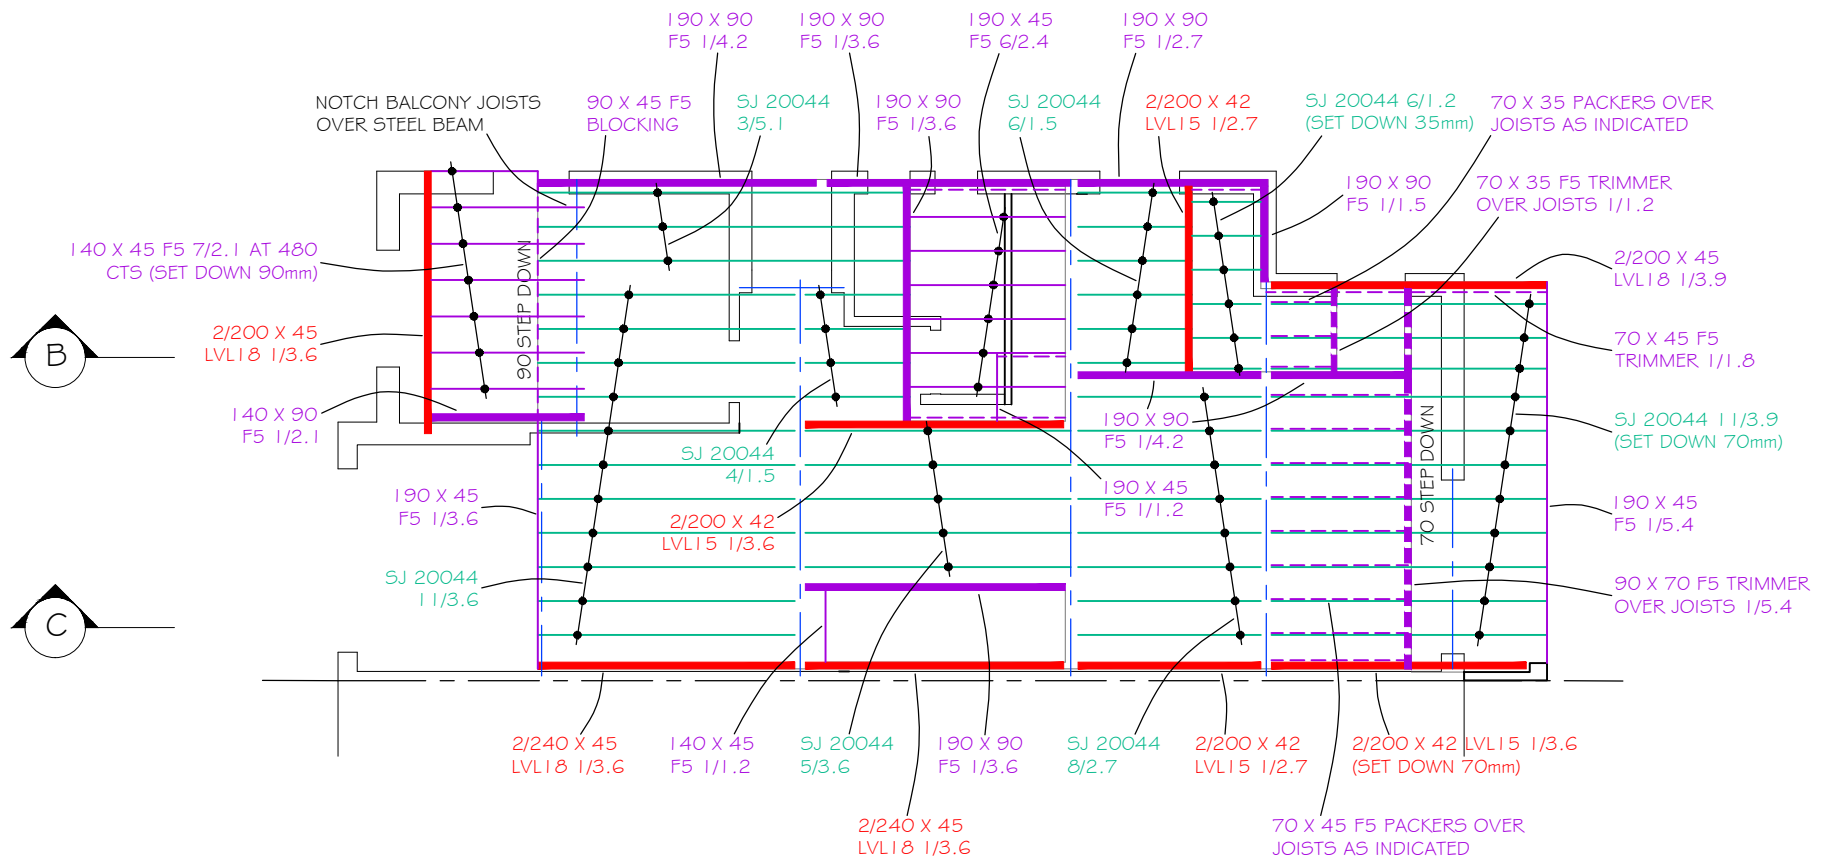 190 X 90
F5 1/4.2
190 X 90
F5 1/3.6
190 X 45
F5 6/2.4
190 X 90
F5 1/2.7
NOTCH BALCONY JOISTS
OVER STEEL BEAM
90 X 45 F5
BLOCKING
SJ 20044
3/5.1
190 X 90
F5 1/3.6
SJ 20044
6/1.5
2/200 X 42
LVL15 1/2.7
SJ 20044 6/1.2
(SET DOWN 35mm)
70 X 35 PACKERS OVER
JOISTS AS INDICATED
190 X 90
F5 1/1.5
70 X 35 F5 TRIMMER
OVER JOISTS 1/1.2
140 X 45 F5 7/2.1 AT 480
CTS (SET DOWN 90mm)
90 STEP DOWN
2/200 X 45
LVL18 1/3.9
2/200 X 45
LVL18 1/3.6
B
70 X 45 F5
TRIMMER 1/1.8
140 X 90
F5 1/2.1
190 X 90
F5 1/4.2
70 STEP DOWN
SJ 20044 11/3.9
(SET DOWN 70mm)
SJ 20044
4/1.5
190 X 45
F5 1/3.6
190 X 45
F5 1/1.2
190 X 45
F5 1/5.4
2/200 X 42
LVL15 1/3.6
SJ 20044
11/3.6
90 X 70 F5 TRIMMER
OVER JOISTS 1/5.4
C
2/240 X 45
LVL18 1/3.6
140 X 45
F5 1/1.2
SJ 20044
5/3.6
190 X 90
F5 1/3.6
SJ 20044
8/2.7
2/200 X 42
LVL15 1/2.7
2/200 X 42 LVL15 1/3.6
(SET DOWN 70mm)
2/240 X 45
LVL18 1/3.6
70 X 45 F5 PACKERS OVER
JOISTS AS INDICATED